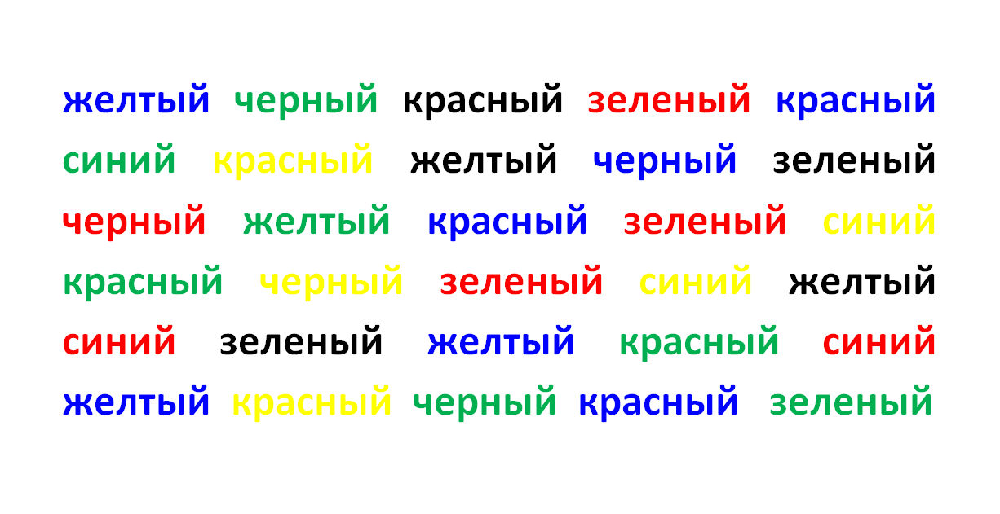 желтый черный красный зеленый красный
синий красный желтый черный зеленый
черный желтый красный зеленый синий
красный черный зеленый синий желтый
синий зеленый желтый красный синий
желтый красный черный красный зеленый